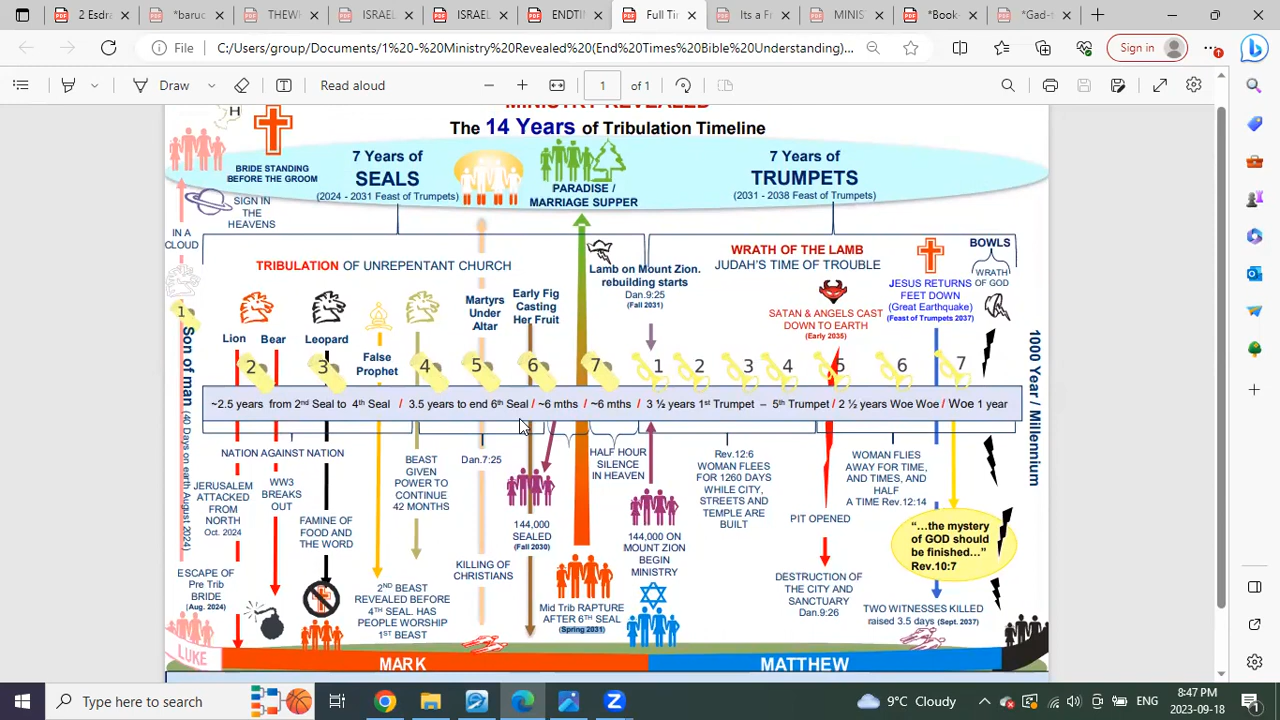 2 Esdre
*baruc
THEWH
ISRAEL
ISRAEL
ENDTI
Full Tir
Its a Fr
MINIS
*Book-
*Gad-t
File
C:/Users/group/Documents/1%20-%20Ministry%20Revealed%20(End%20Times%20Bible%20Understanding)...
Sign in
Draw
Read aloud
1
of 1
MINISTRY REVEALED
The 14 Years of Tribulation Timeline
H
BRIDE STANDING
BEFORE THE GROOM
7 Years of
SEALS
(2024 - 2031 Feast of Trumpets)
PARADISE /
MARRIAGE SUPPER
7 Years of
TRUMPETS
(2031 - 2038 Feast of Trumpets)
SIGN IN
THE
HEAVENS
IN A
CLOUD
TRIBULATION OF UNREPENTANT CHURCH
Lamb on Mount Zion.
rebuilding starts
Dan.9:25
(Fall 2031)
WRATH OF THE LAMB
JUDAH'S TIME OF TROUBLE
BOWLS
WRATH
OF GOD
JESUS RETURNS
FEET DOWN
(Great Earthquake)
(Feast of Trumpets 2037)
SATAN & ANGELS CAST
DOWN TO EARTH
(Early 2035)
Martyrs
Under
Altar
Early Fig
Casting
Her Fruit
Lion
Bear
Leopard
False
Prophet
1
2
3
4
5
6
7
1
2
3
4
5
6
7
~2.5 years from 2nd Seal to 4th Seal / 3.5 years to end 6th Seal / ~6 mths / ~6 mths / 3 ½ years 1st Trumpet – 5th Trumpet / 2 ½ years Woe Woe / Woe 1 year
Son of man (40 Days on earth August 2024)
1000 Year / Millennium
NATION AGAINST NATION
JERUSALEM
ATTACKED
FROM
NORTH
Oct. 2024
WW3
BREAKS
OUT
FAMINE OF
FOOD AND
THE WORD
BEAST
GIVEN
POWER TO
CONTINUE
42 MONTHS
Dan.7:25
HALF HOUR
SILENCE
IN HEAVEN
Rev.12:6
WOMAN FLEES
FOR 1260 DAYS
WHILE CITY,
STREETS AND
TEMPLE ARE
BUILT
WOMAN FLIES
AWAY FOR TIME,
AND TIMES, AND
HALF
A TIME Rev.12:14
PIT OPENED
144,000
SEALED
(Fall 2030)
144,000 ON
MOUNT ZION
BEGIN
MINISTRY
"…the mystery
of GOD should
be finished…"
Rev.10:7
ESCAPE OF
Pre Trib
BRIDE
(Aug. 2024)
2ND BEAST
REVEALED BEFORE
4TH SEAL. HAS
PEOPLE WORSHIP
1ST BEAST
KILLING OF
CHRISTIANS
Mid Trib RAPTURE
AFTER 6TH SEAL
(Spring 2031)
DESTRUCTION OF
THE CITY AND
SANCTUARY
Dan.9:26
TWO WITNESSES KILLED
raised 3.5 days (Sept. 2037)
LUKE
MARK
MATTHEW
Type here to search
9°C Cloudy
ENG
8:47 PM
2023-09-18